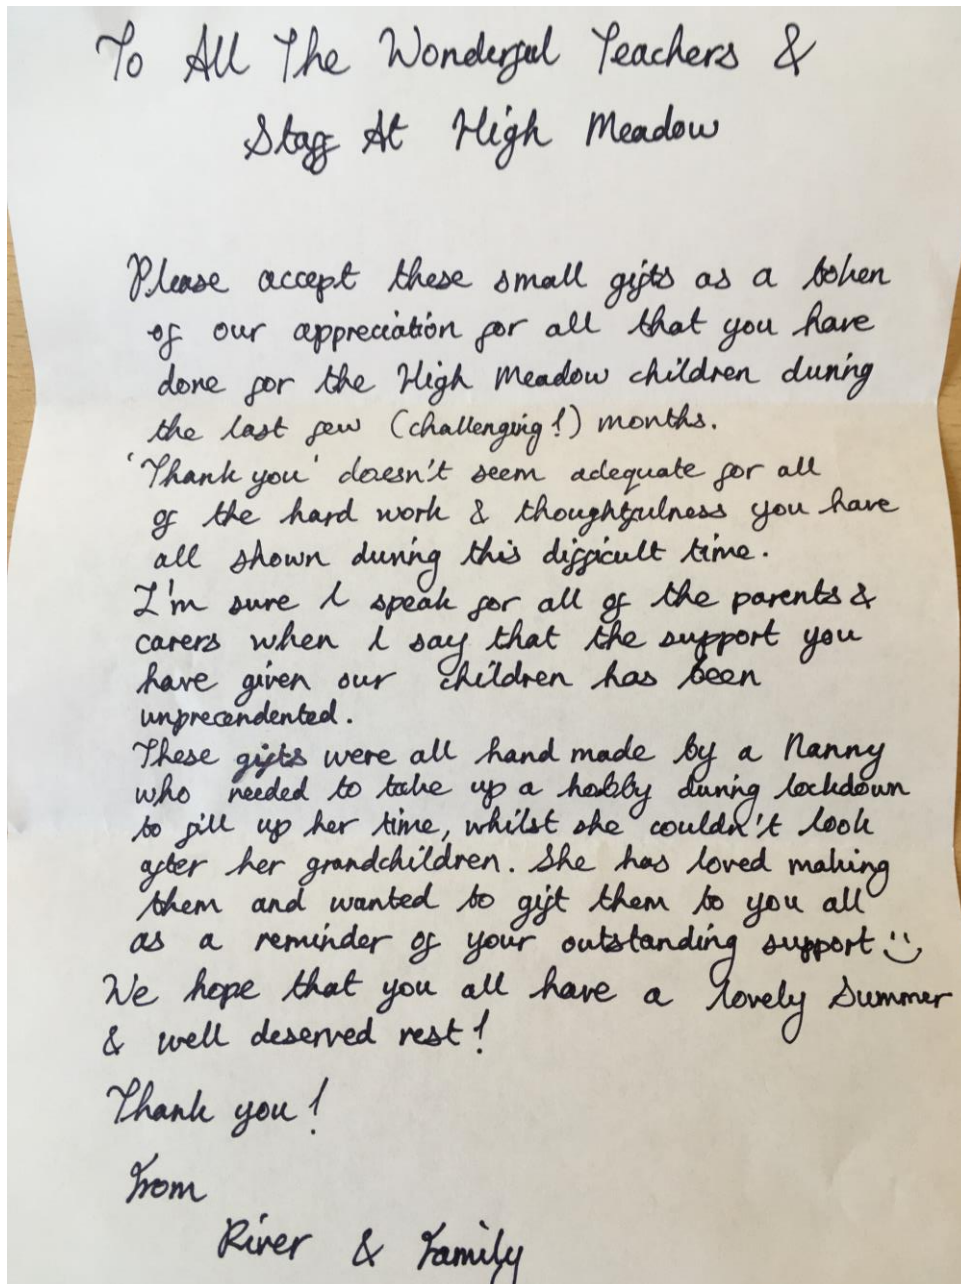 To All The Wonderful Teachers &
Staff At High Meadow
Please accept these small gifts as a token
of our appreciation for all that you have
done for the High Meadow children during
the last few (challenging!) months.
'Thank you' doesn't seem adequate for all
of the hard work & thoughtfulness you have
all shown during this difficult time.
I'm sure I speak for all of the parents &
carers when I say that the support you
have given our children has been
unprecendented.
These gifts were all hand made by a Nanny
who needed to take up a hobby during lockdown
to fill up her time, whilst she couldn't look
after her grandchildren. She has loved making
them and wanted to gift them to you all
as a reminder of your outstanding support :)
We hope that you all have a lovely Summer
& well deserved rest!
Thank you!
From
River & Family